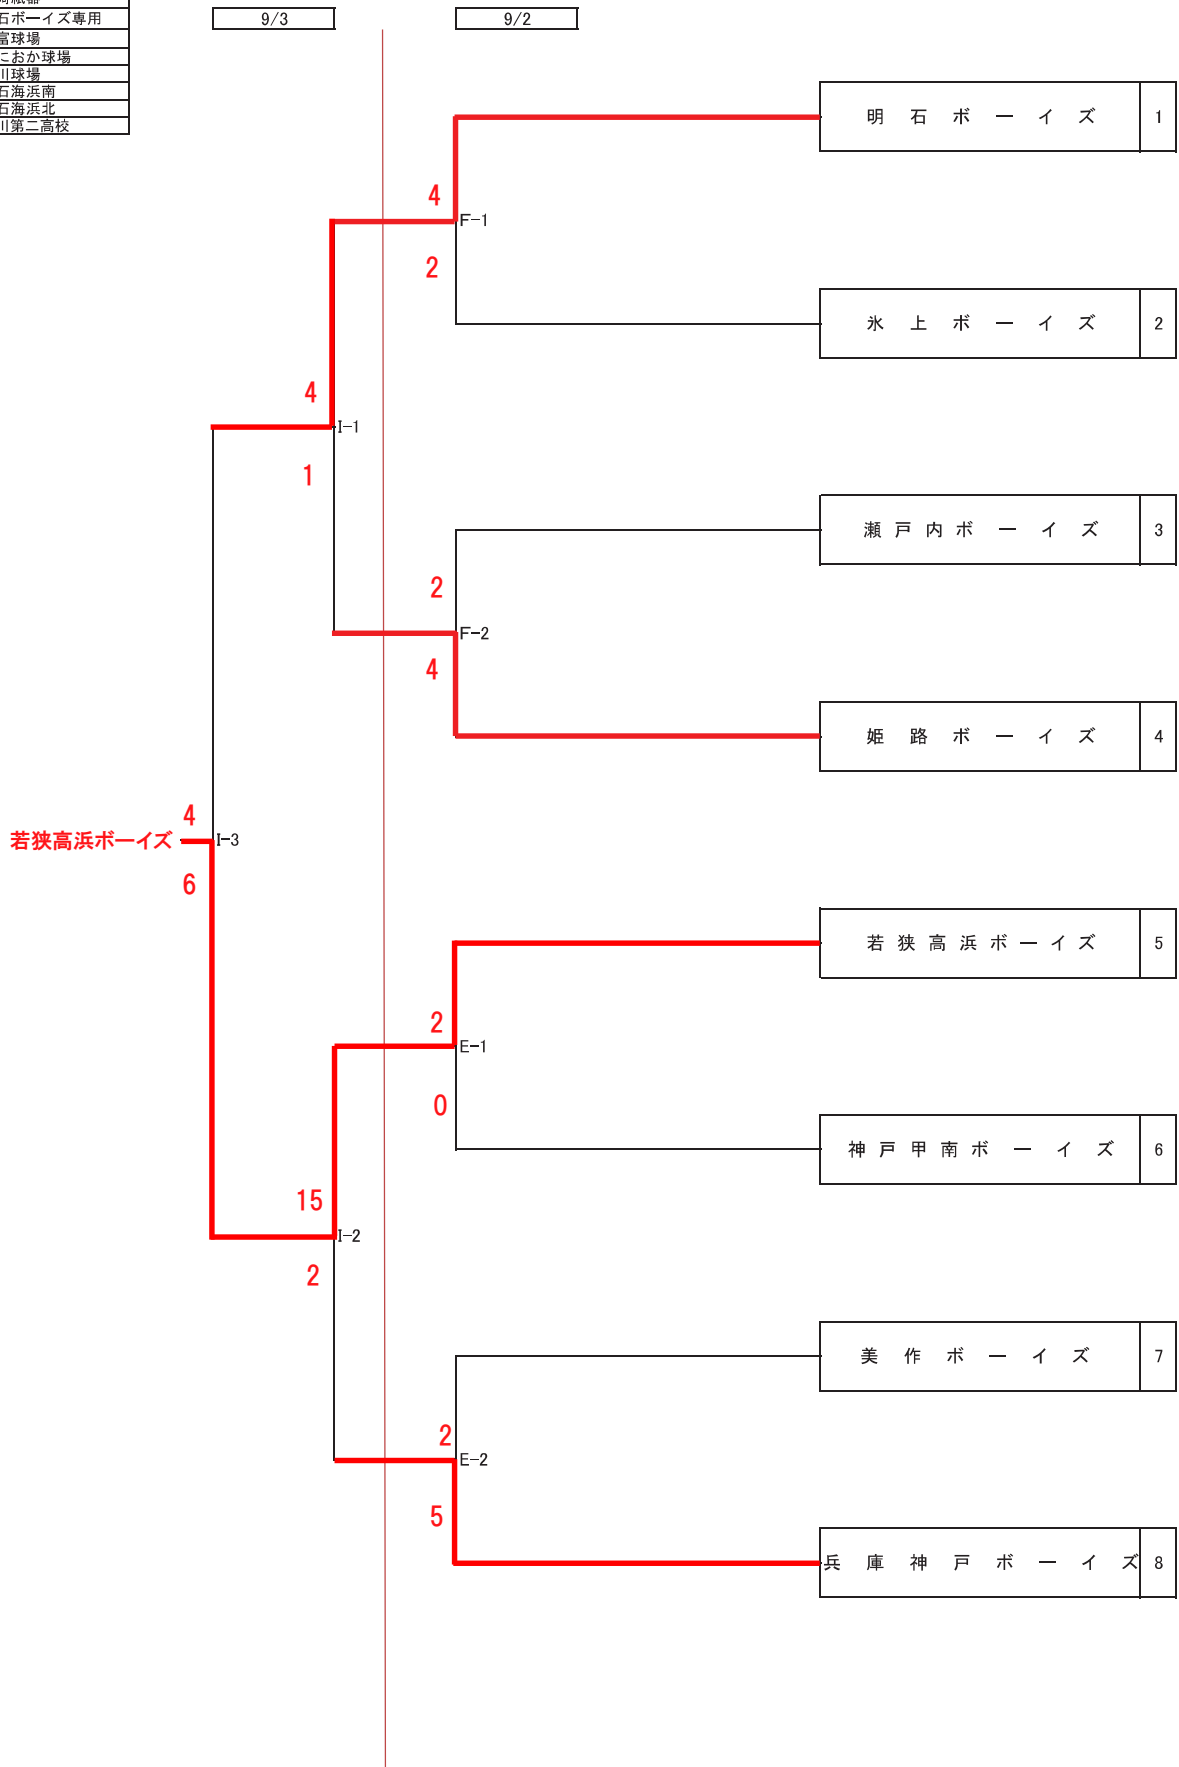 石ボーイズ専用
富球場
におか球場
川球場
石海浜南
石海浜北
川第二高校
9/3
9/2
明石ボーイズ 1
4
F-1
2
氷上ボーイズ 2
4
I-1
1
瀬戸内ボーイズ 3
2
F-2
4
姫路ボーイズ 4
4
若狭高浜ボーイズ
I-3
6
若狭高浜ボーイズ 5
2
E-1
0
神戸甲南ボーイズ 6
15
I-2
2
美作ボーイズ 7
2
E-2
5
兵庫神戸ボーイズ 8